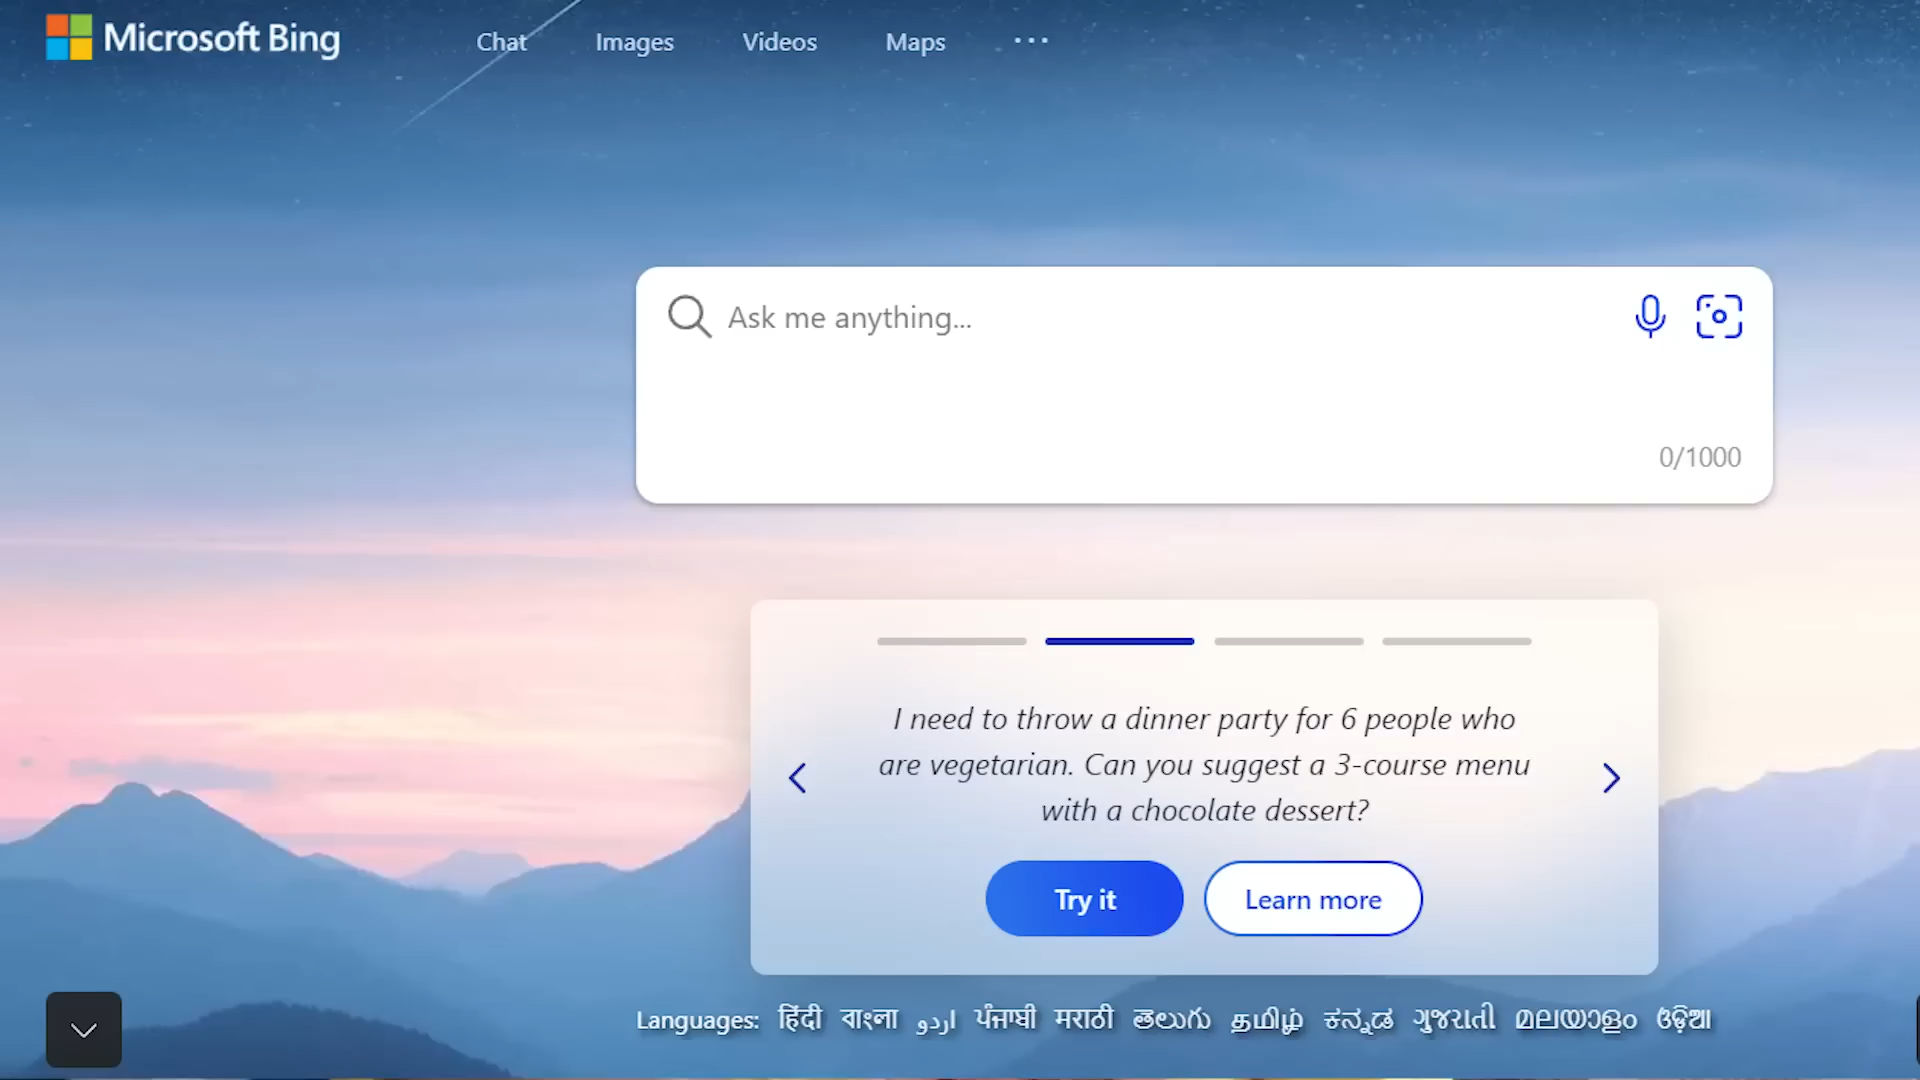 Microsoft Bing Chat Images Videos Maps ...
Ask me anything...
0/1000
I need to throw a dinner party for 6 people who
are vegetarian. Can you suggest a 3-course menu
with a chocolate dessert?
Try it Learn more
Languages: हिंदी বাংলা اردو ਪੰਜਾਬੀ मराठी తెలుగు தமிழ் ಕನ್ನಡ ગુજરાતી മലയാളം ଓଡ଼ିଆ